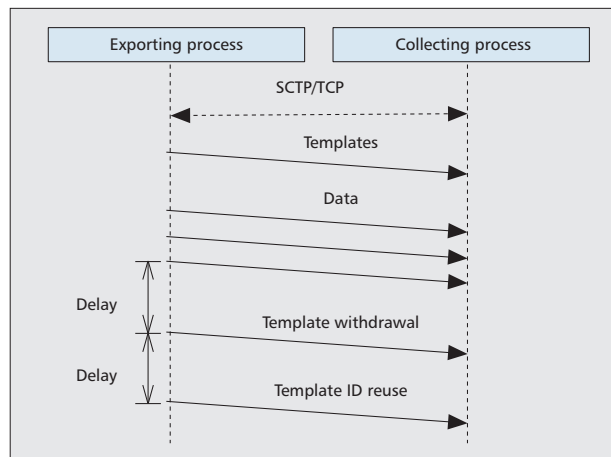 Exporting process
Collecting process
SCTP/TCP
Templates
Data
Delay
Template withdrawal
Delay
Template ID reuse